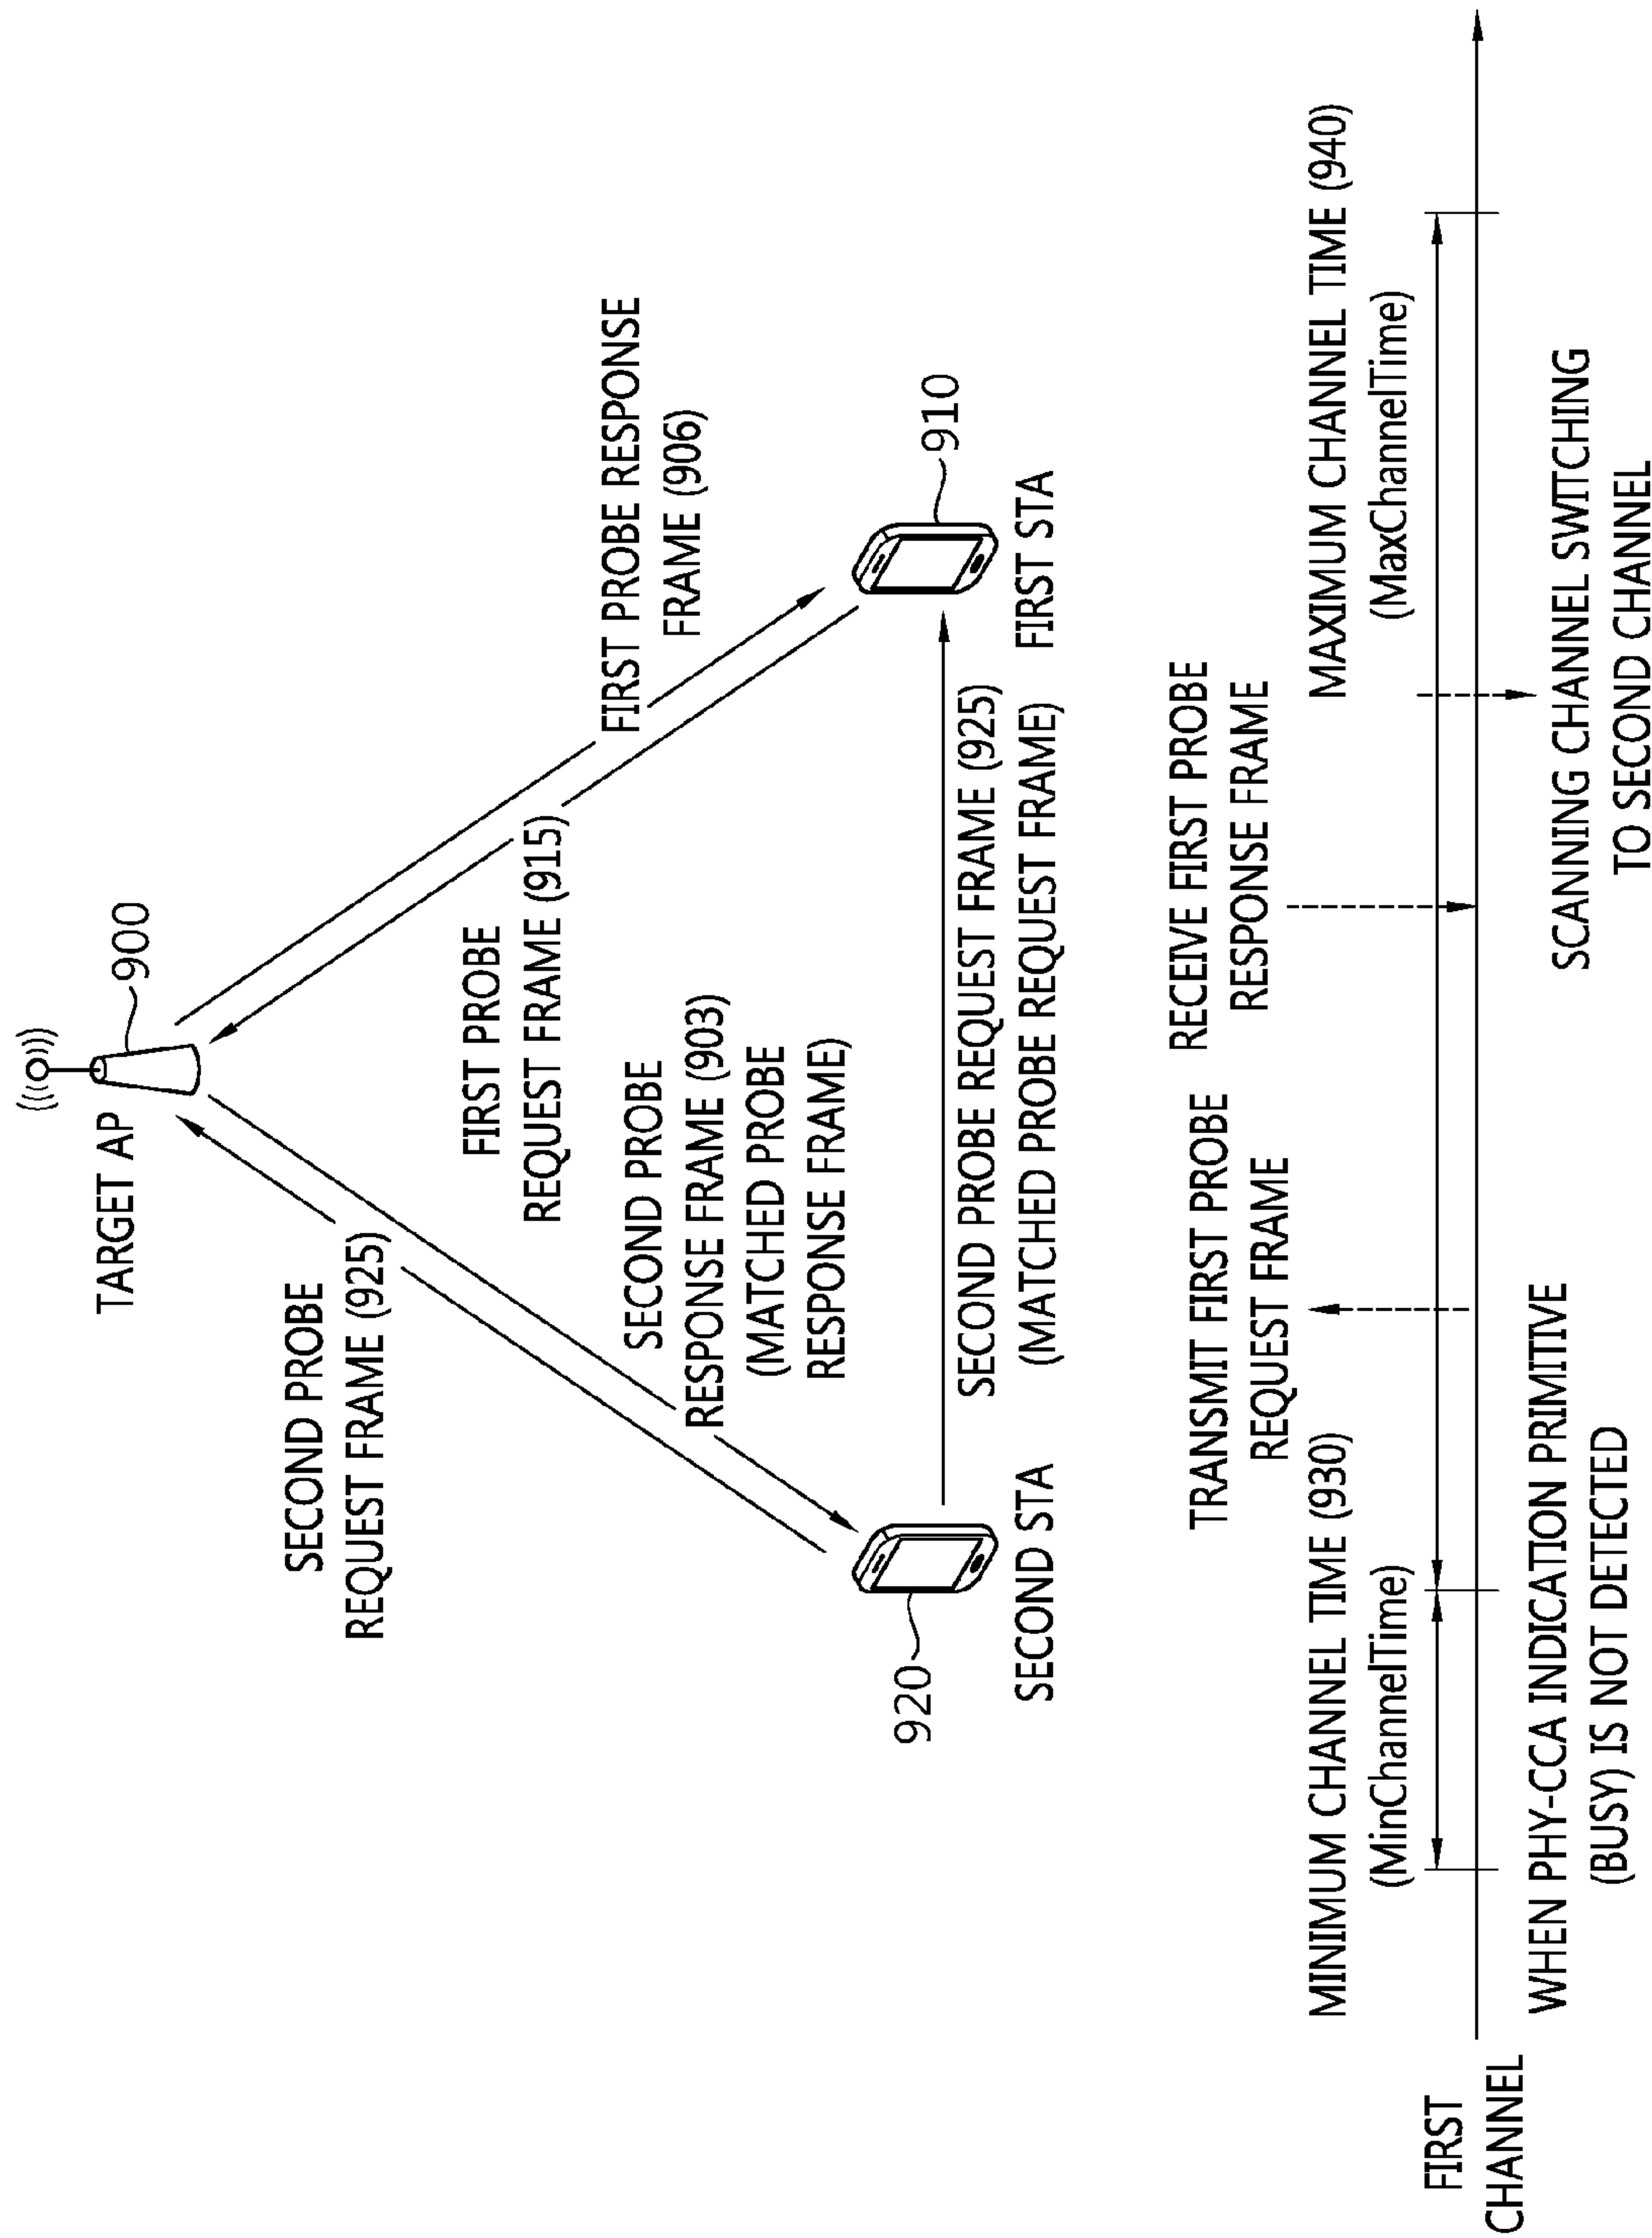 TARGET AP
900
SECOND PROBE
REQUEST FRAME (925)
FIRST PROBE
REQUEST FRAME (915)
FIRST PROBE RESPONSE
FRAME (906)
SECOND PROBE
RESPONSE FRAME (903)
(MATCHED PROBE
RESPONSE FRAME)
920
SECOND STA
910
FIRST STA
SECOND PROBE REQUEST FRAME (925)
(MATCHED PROBE REQUEST FRAME)
TRANSMIT FIRST PROBE
REQUEST FRAME
RECEIVE FIRST PROBE
RESPONSE FRAME
MINIMUM CHANNEL TIME (930)
(MinChannelTime)
MAXIMUM CHANNEL TIME (940)
(MaxChannelTime)
FIRST
CHANNEL
WHEN PHY-CCA INDICATION PRIMITIVE
(BUSY) IS NOT DETECTED
SCANNING CHANNEL SWITCHING
TO SECOND CHANNEL